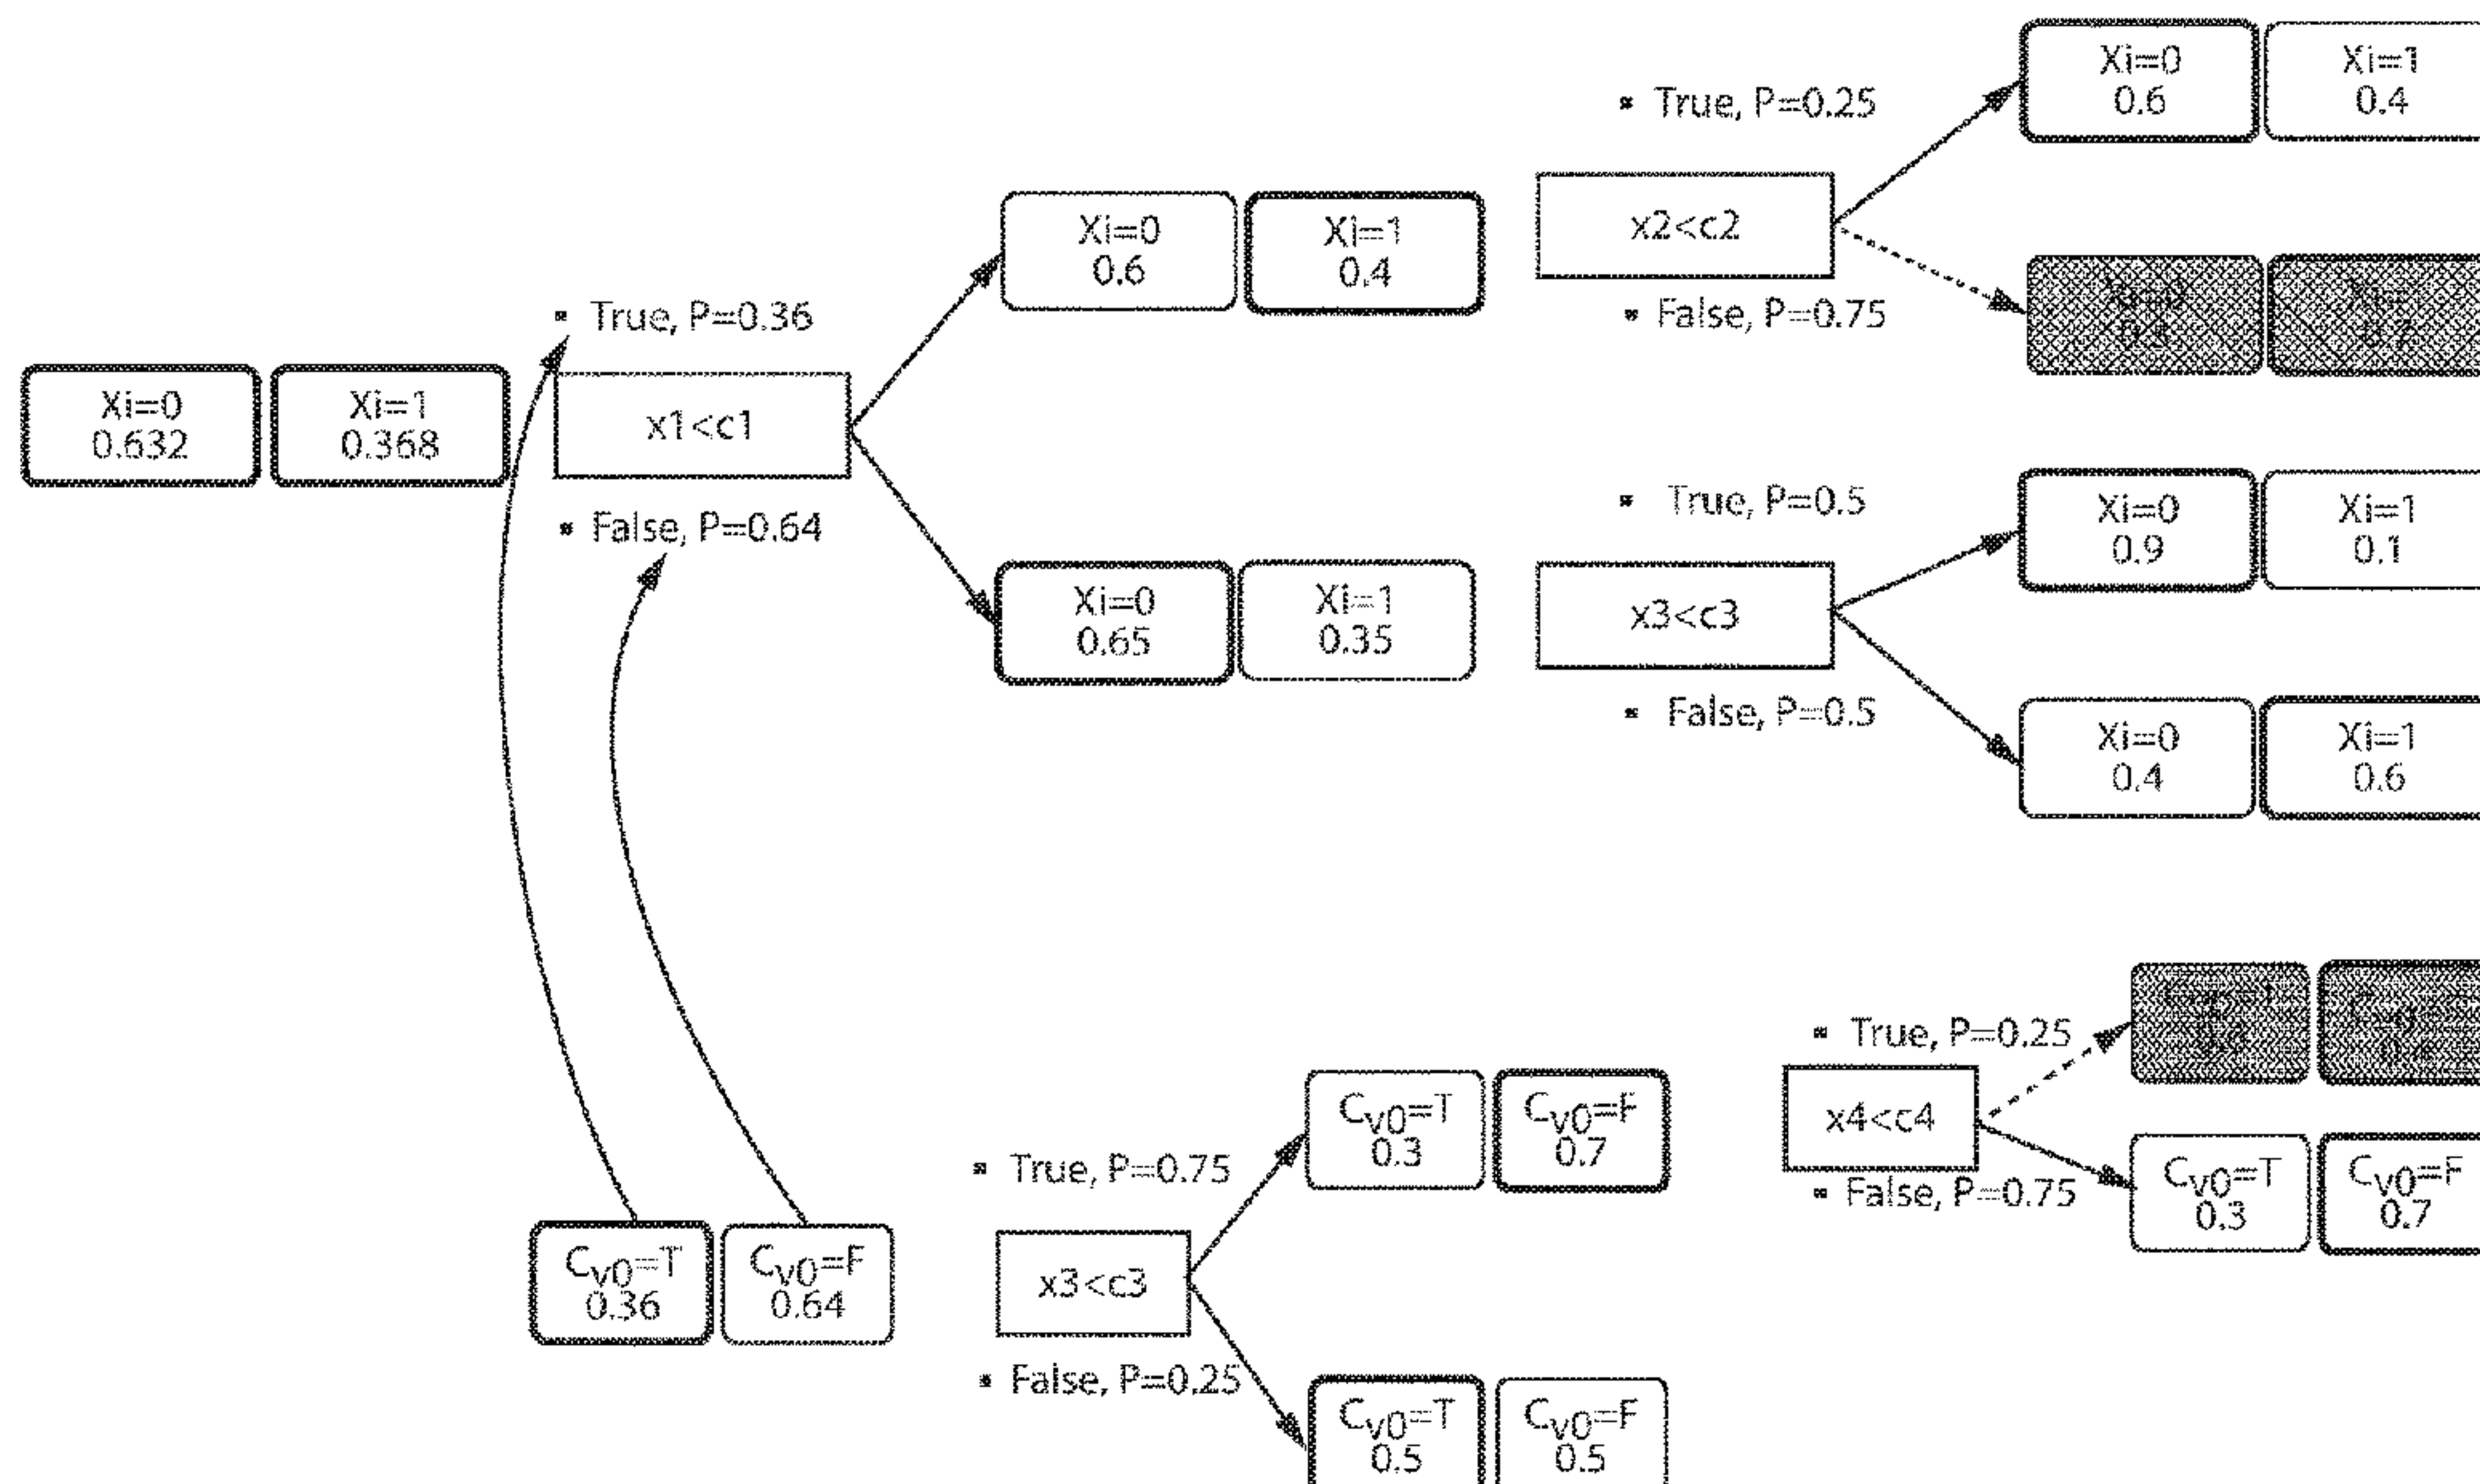 Xi=0
0.6
Xi=1
0.4
True, P=0.25
x2<c2
False, P=0.75
Xi=0
0.6
Xi=1
0.4
True, P=0.36
Xi=0
0.632
Xi=1
0.368
x1<c1
False, P=0.64
Xi=0
0.65
Xi=1
0.35
True, P=0.5
x3<c3
False, P=0.5
Xi=0
0.9
Xi=1
0.1
Xi=0
0.4
Xi=1
0.6
True, P=0.25
x4<c4
False, P=0.75
Cv0=T
0.3
Cv0=F
0.7
Cv0=T
0.3
Cv0=F
0.7
True, P=0.75
x3<c3
False, P=0.25
Cv0=T
0.36
Cv0=F
0.64
Cv0=T
0.5
Cv0=F
0.5